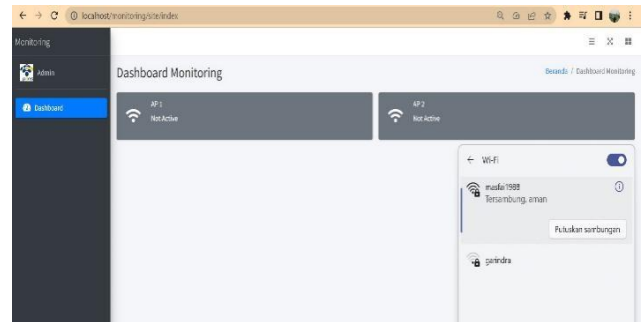 localhost/monitoring/site/index
Monitoring
Admin
Dashboard
Dashboard Monitoring
Beranda / Dashboard Monitoring
AP 1
Not Active
AP 2
Not Active
Wi-Fi
masfai1988
Tersambung, aman
Putuskan sambungan
garindra